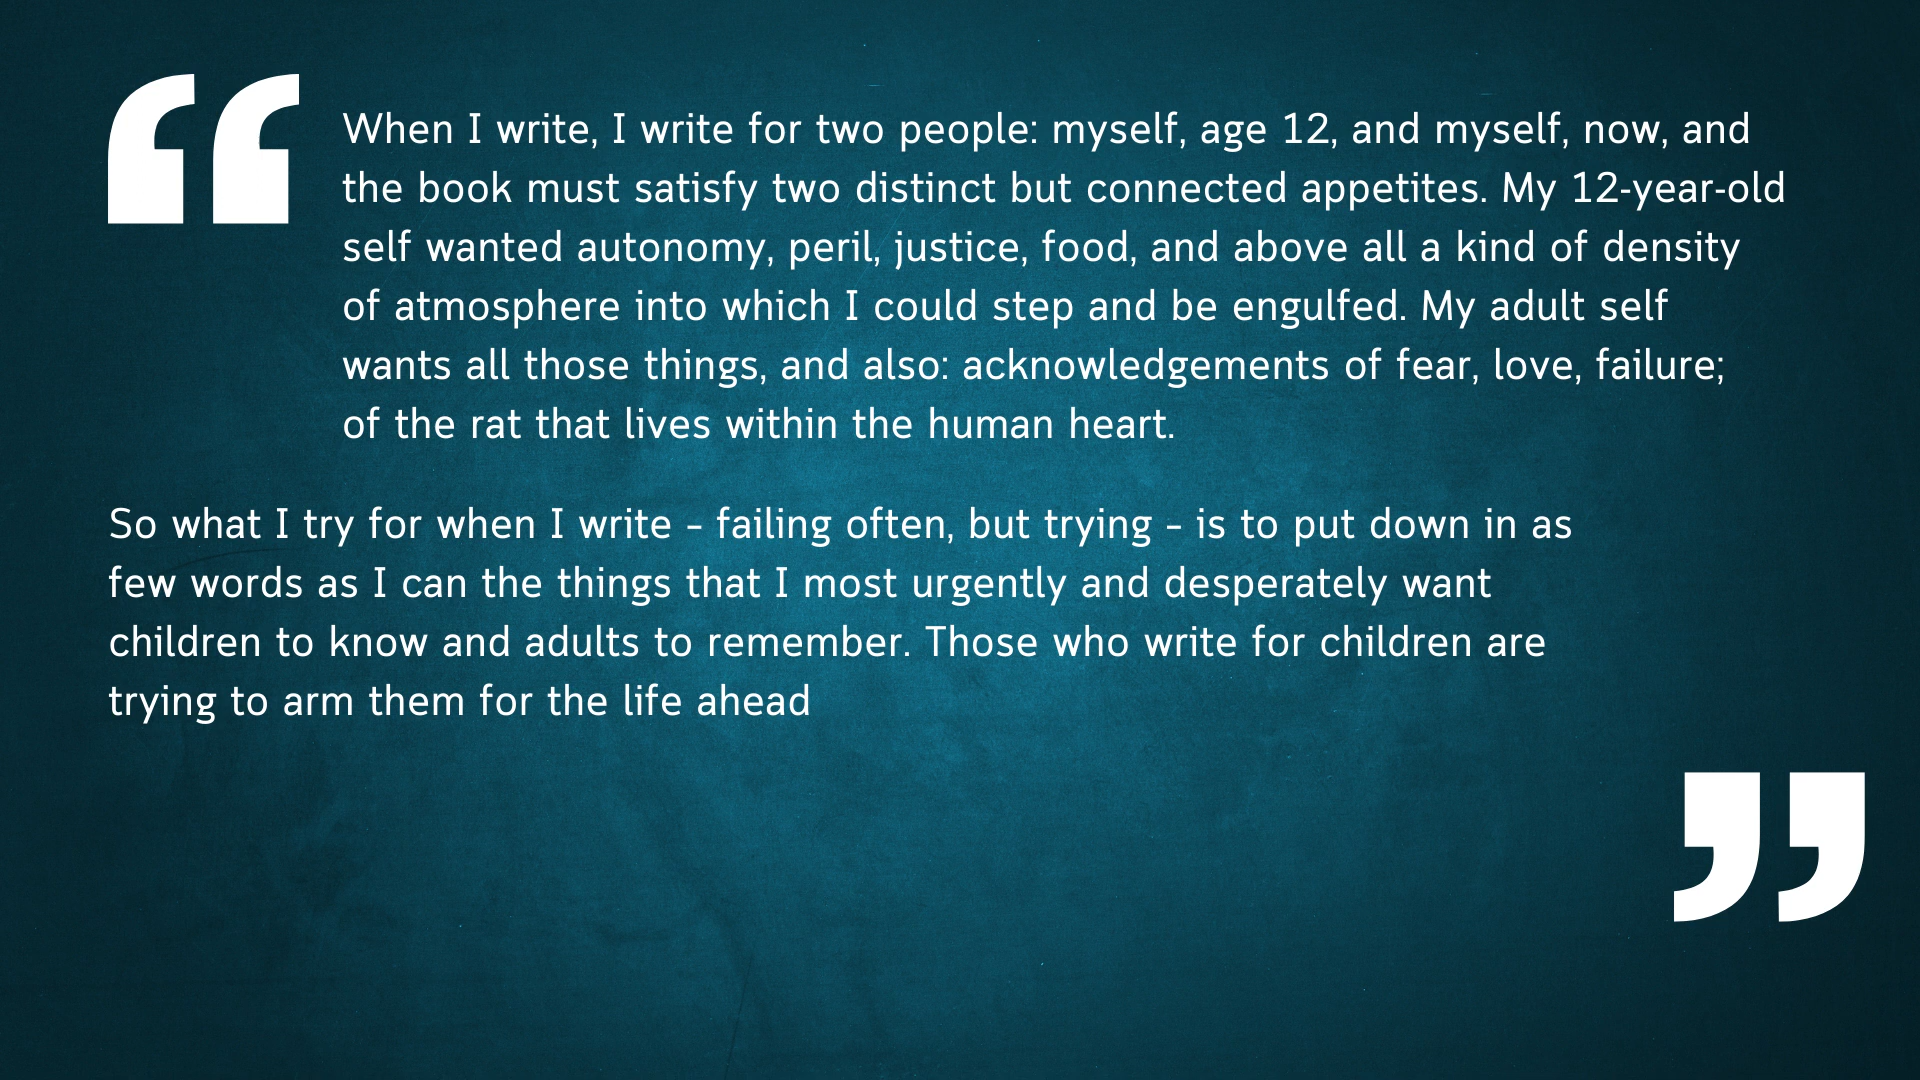 “
When I write, I write for two people: myself, age 12, and myself, now, and
the book must satisfy two distinct but connected appetites. My 12-year-old
self wanted autonomy, peril, justice, food, and above all a kind of density
of atmosphere into which I could step and be engulfed. My adult self
wants all those things, and also: acknowledgements of fear, love, failure;
of the rat that lives within the human heart.
So what I try for when I write – failing often, but trying – is to put down in as
few words as I can the things that I most urgently and desperately want
children to know and adults to remember. Those who write for children are
trying to arm them for the life ahead
”